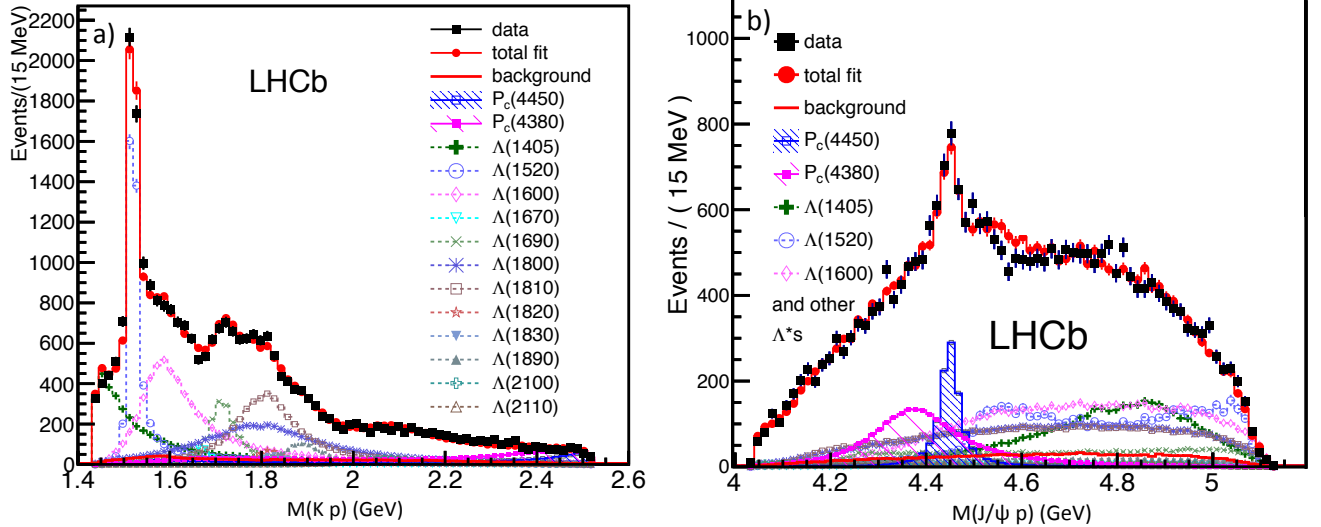 a)
LHCb
Events/(15 MeV)
2200
2000
1800
1600
1400
1200
1000
800
600
400
200
0
data
total fit
background
P_c(4450)
P_c(4380)
Λ(1405)
Λ(1520)
Λ(1600)
Λ(1670)
Λ(1690)
Λ(1800)
Λ(1810)
Λ(1820)
Λ(1830)
Λ(1890)
Λ(2100)
Λ(2110)
1.4 1.6 1.8 2 2.2 2.4 2.6
M(K p) (GeV)
b)
Events / ( 15 MeV )
1000
800
600
400
200
0
data
total fit
background
P_c(4450)
P_c(4380)
Λ(1405)
Λ(1520)
Λ(1600)
and other
Λ*s
LHCb
4 4.2 4.4 4.6 4.8 5
M(J/ψ p) (GeV)